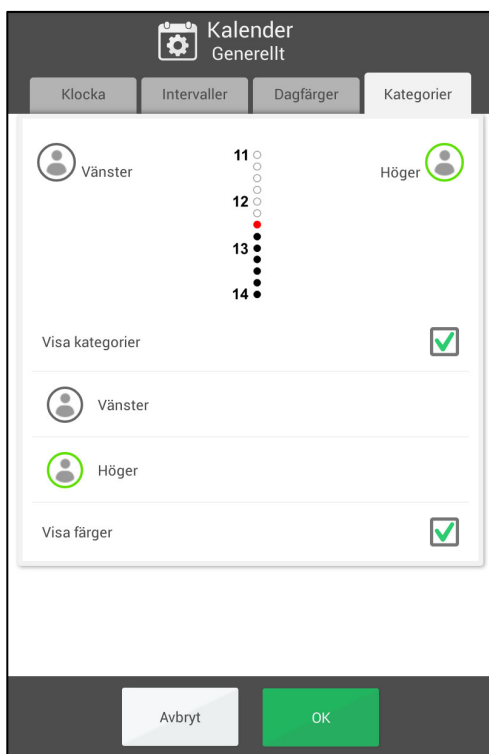 Kalender
Generellt
Klocka Intervaller Dagfärger Kategorier
Vänster
11
12
13
14
Höger
Visa kategorier
Vänster
Höger
Visa färger
Avbryt OK